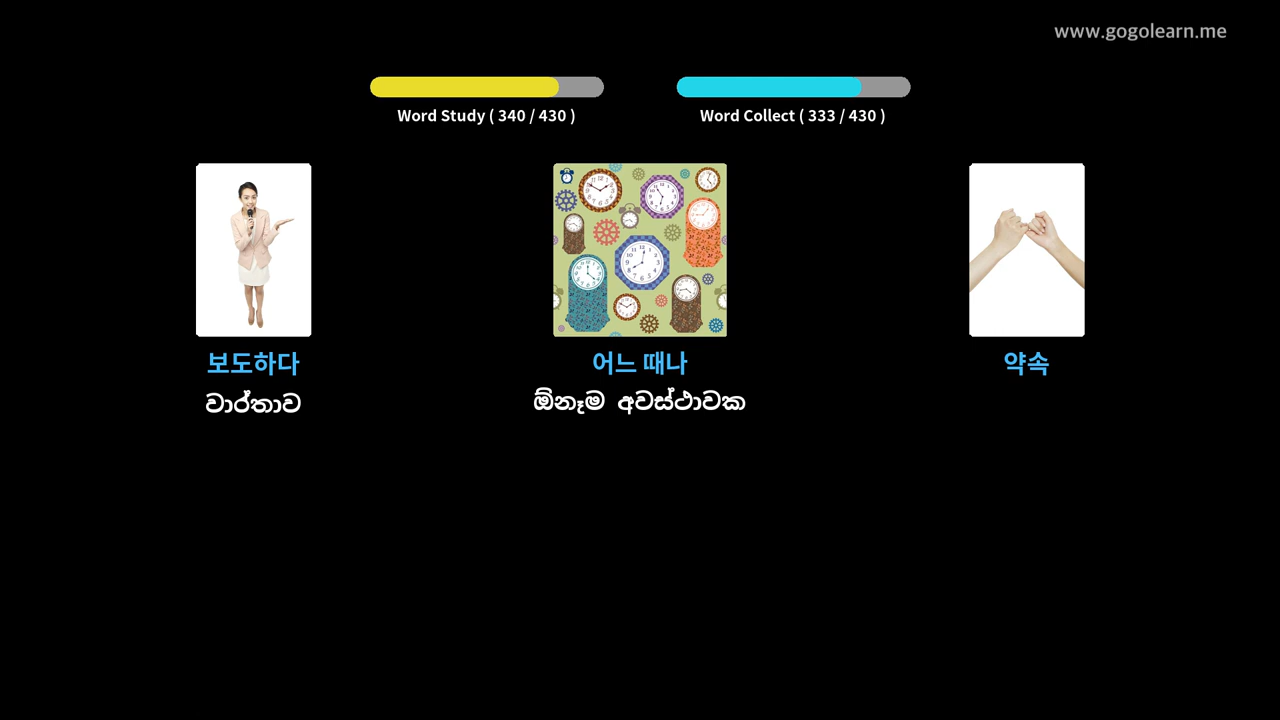 www.gogolearn.me
Word Study ( 340 / 430 )
Word Collect ( 333 / 430 )
보도하다
어느 때나
약속
වාර්තාව
ඕනෑම අවස්ථාවක